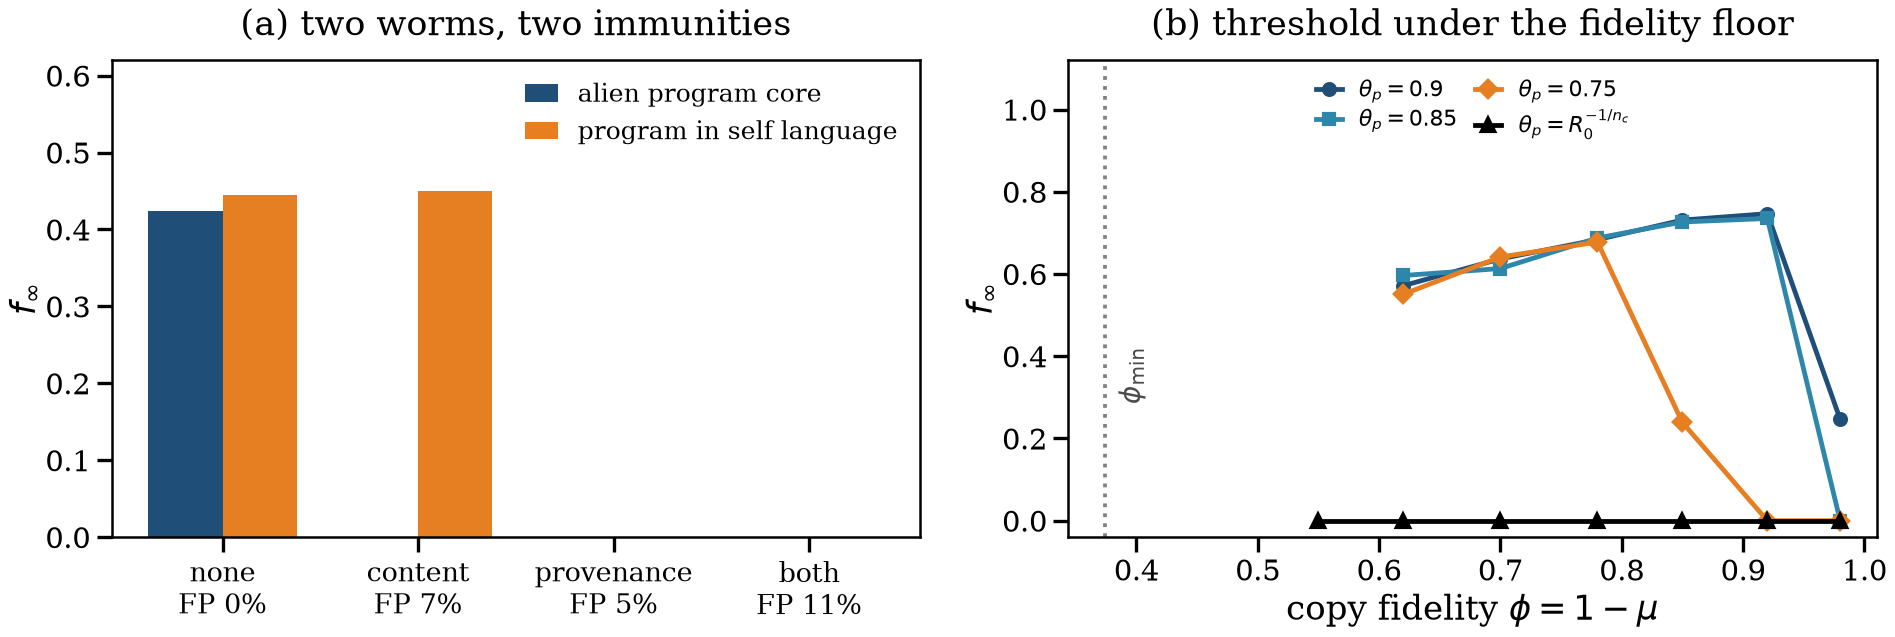 (a) two worms, two immunities
f∞
0.6
0.5
0.4
0.3
0.2
0.1
0.0
alien program core
program in self language
none
FP 0%
content
FP 7%
provenance
FP 5%
both
FP 11%
(b) threshold under the fidelity floor
f∞
1.0
0.8
0.6
0.4
0.2
0.0
θp = 0.9
θp = 0.85
θp = 0.75
θp = R0^−1/nc
ϕmin
0.4 0.5 0.6 0.7 0.8 0.9 1.0
copy fidelity ϕ = 1 − μ